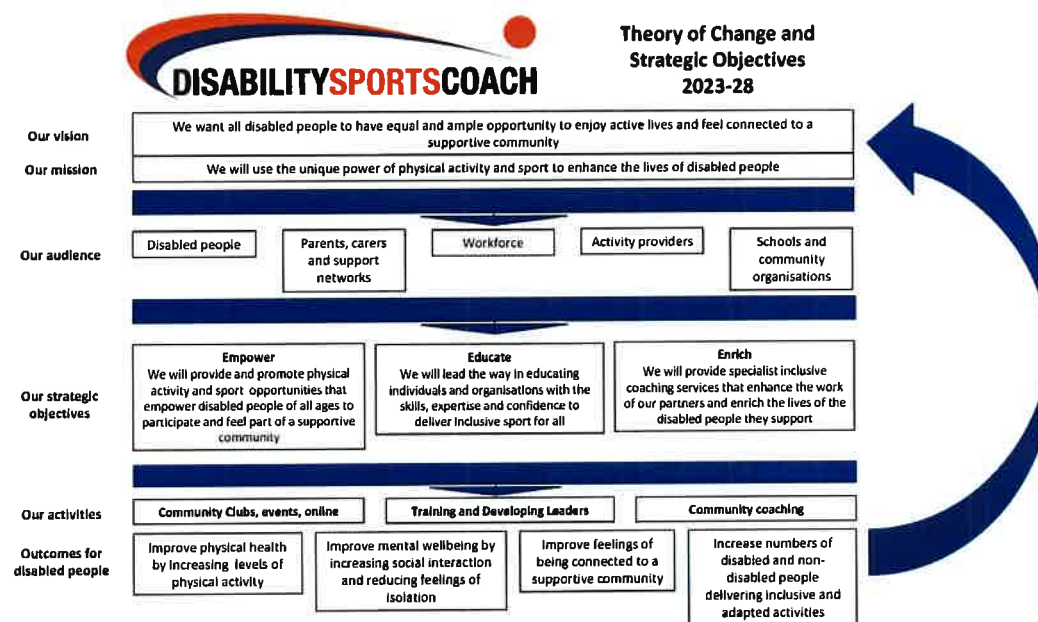 DISABILITYSPORTSCOACH
Theory of Change and
Strategic Objectives
2023-28
Our vision
We want all disabled people to have equal and ample opportunity to enjoy active lives and feel connected to a
supportive community
Our mission
We will use the unique power of physical activity and sport to enhance the lives of disabled people
Our audience
Disabled people
Parents, carers
and support
networks
Workforce
Activity providers
Schools and
community
organisations
Our strategic
objectives
Empower
We will provide and promote physical
activity and sport opportunities that
empower disabled people of all ages to
participate and feel part of a supportive
community
Educate
We will lead the way in educating
individuals and organisations with the
skills, expertise and confidence to
deliver inclusive sport for all
Enrich
We will provide specialist inclusive
coaching services that enhance the work
of our partners and enrich the lives of the
disabled people they support
Our activities
Community Clubs, events, online
Training and Developing Leaders
Community coaching
Outcomes for
disabled people
Improve physical health
by increasing levels of
physical activity
Improve mental wellbeing by
increasing social interaction
and reducing feelings of
isolation
Improve feelings of
being connected to a
supportive community
Increase numbers of
disabled and non-
disabled people
delivering inclusive and
adapted activities